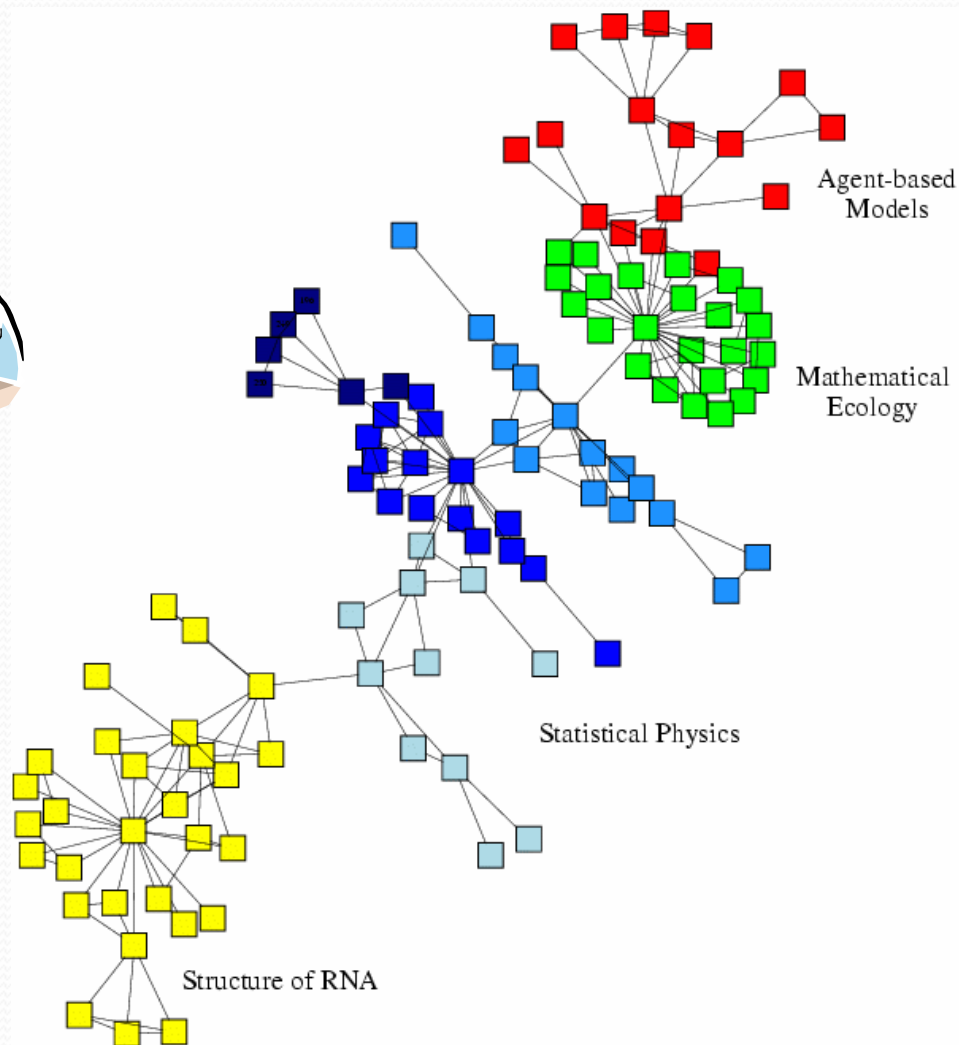 Agent-based
Models
Mathematical
Ecology
Statistical Physics
Structure of RNA